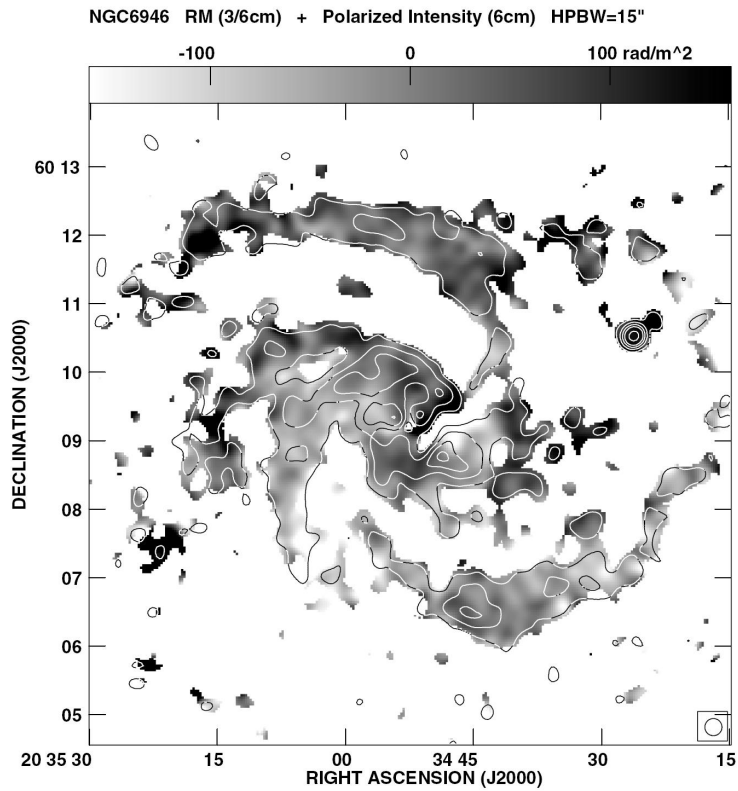 NGC6946 RM (3/6cm) + Polarized Intensity (6cm) HPBW=15"
-100 0 100 rad/m^2
60 13
12
11
10
09
08
07
06
05
DECLINATION (J2000)
20 35 30 15 00 34 45 30 15
RIGHT ASCENSION (J2000)